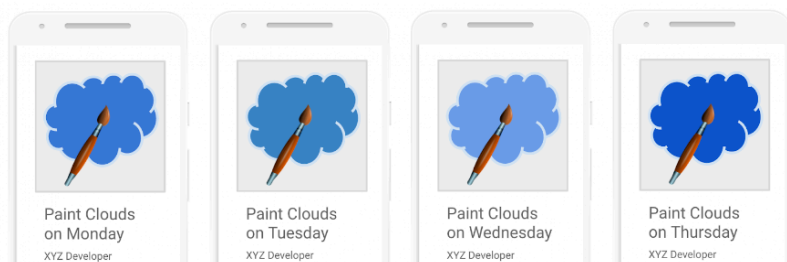 Paint Clouds
on Monday
XYZ Developer
Paint Clouds
on Tuesday
XYZ Developer
Paint Clouds
on Wednesday
XYZ Developer
Paint Clouds
on Thursday
XYZ Developer